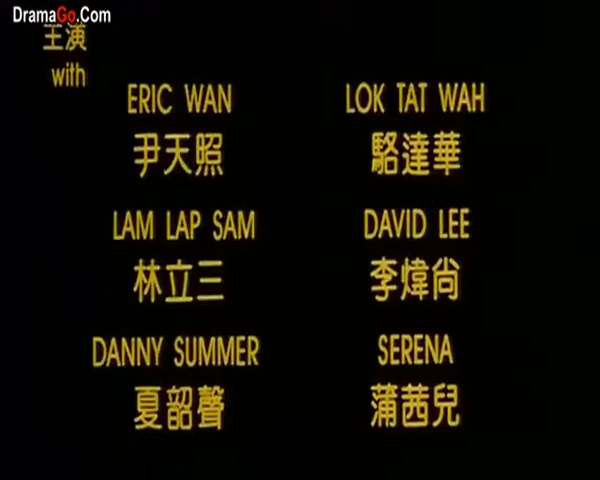 DramaGo.Com
主演
with
ERIC WAN
LOK TAT WAH
尹天照
駱達華
LAM LAP SAM
DAVID LEE
林立三
李煒尚
DANNY SUMMER
SERENA
夏韶聲
蒲茜兒